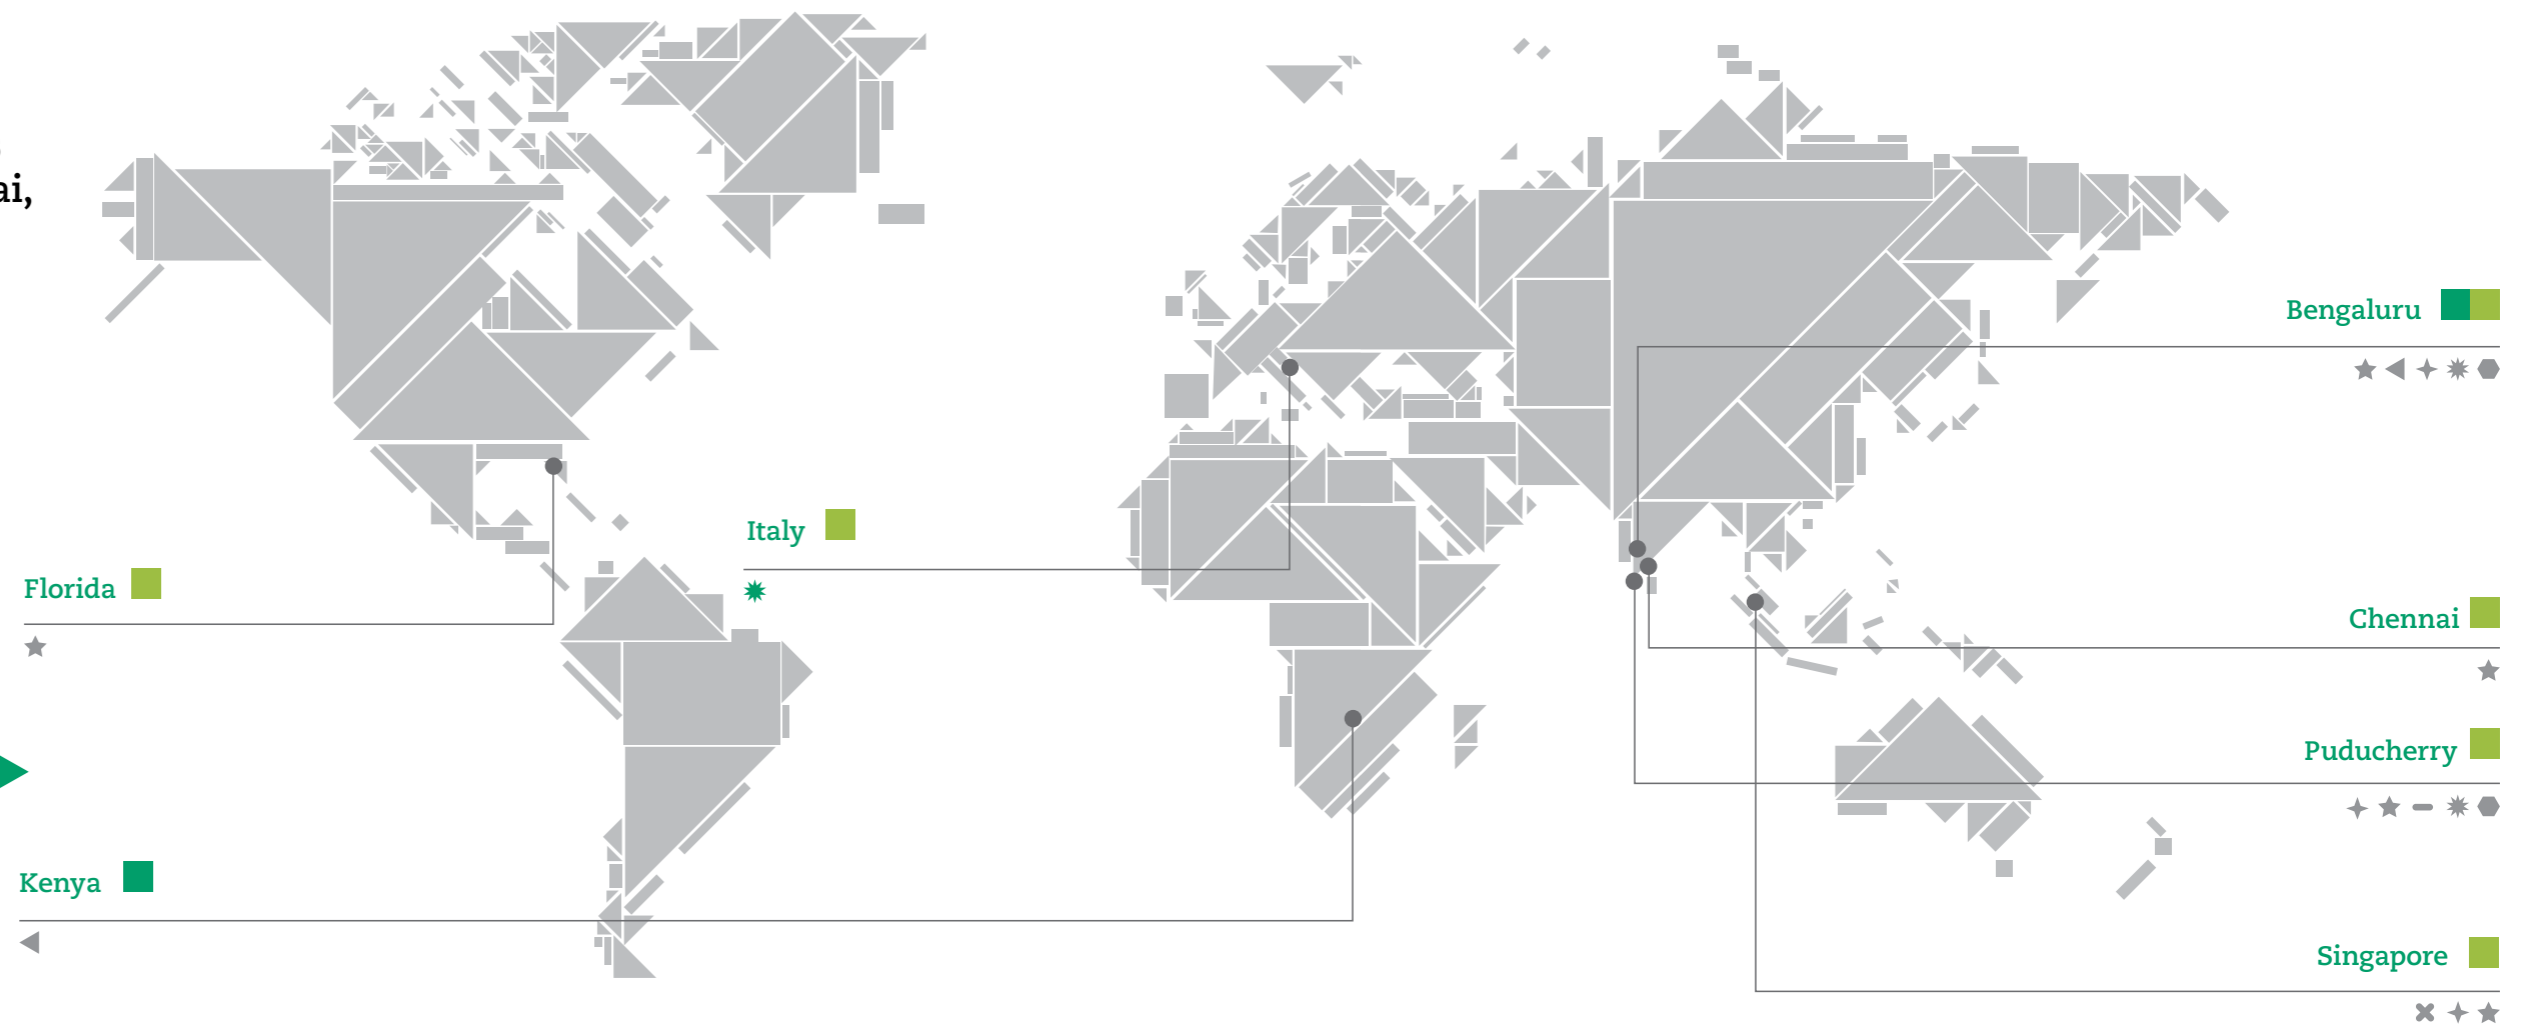 ai,
Bengaluru
Italy
Florida
Chennai
Puducherry
Kenya
Singapore